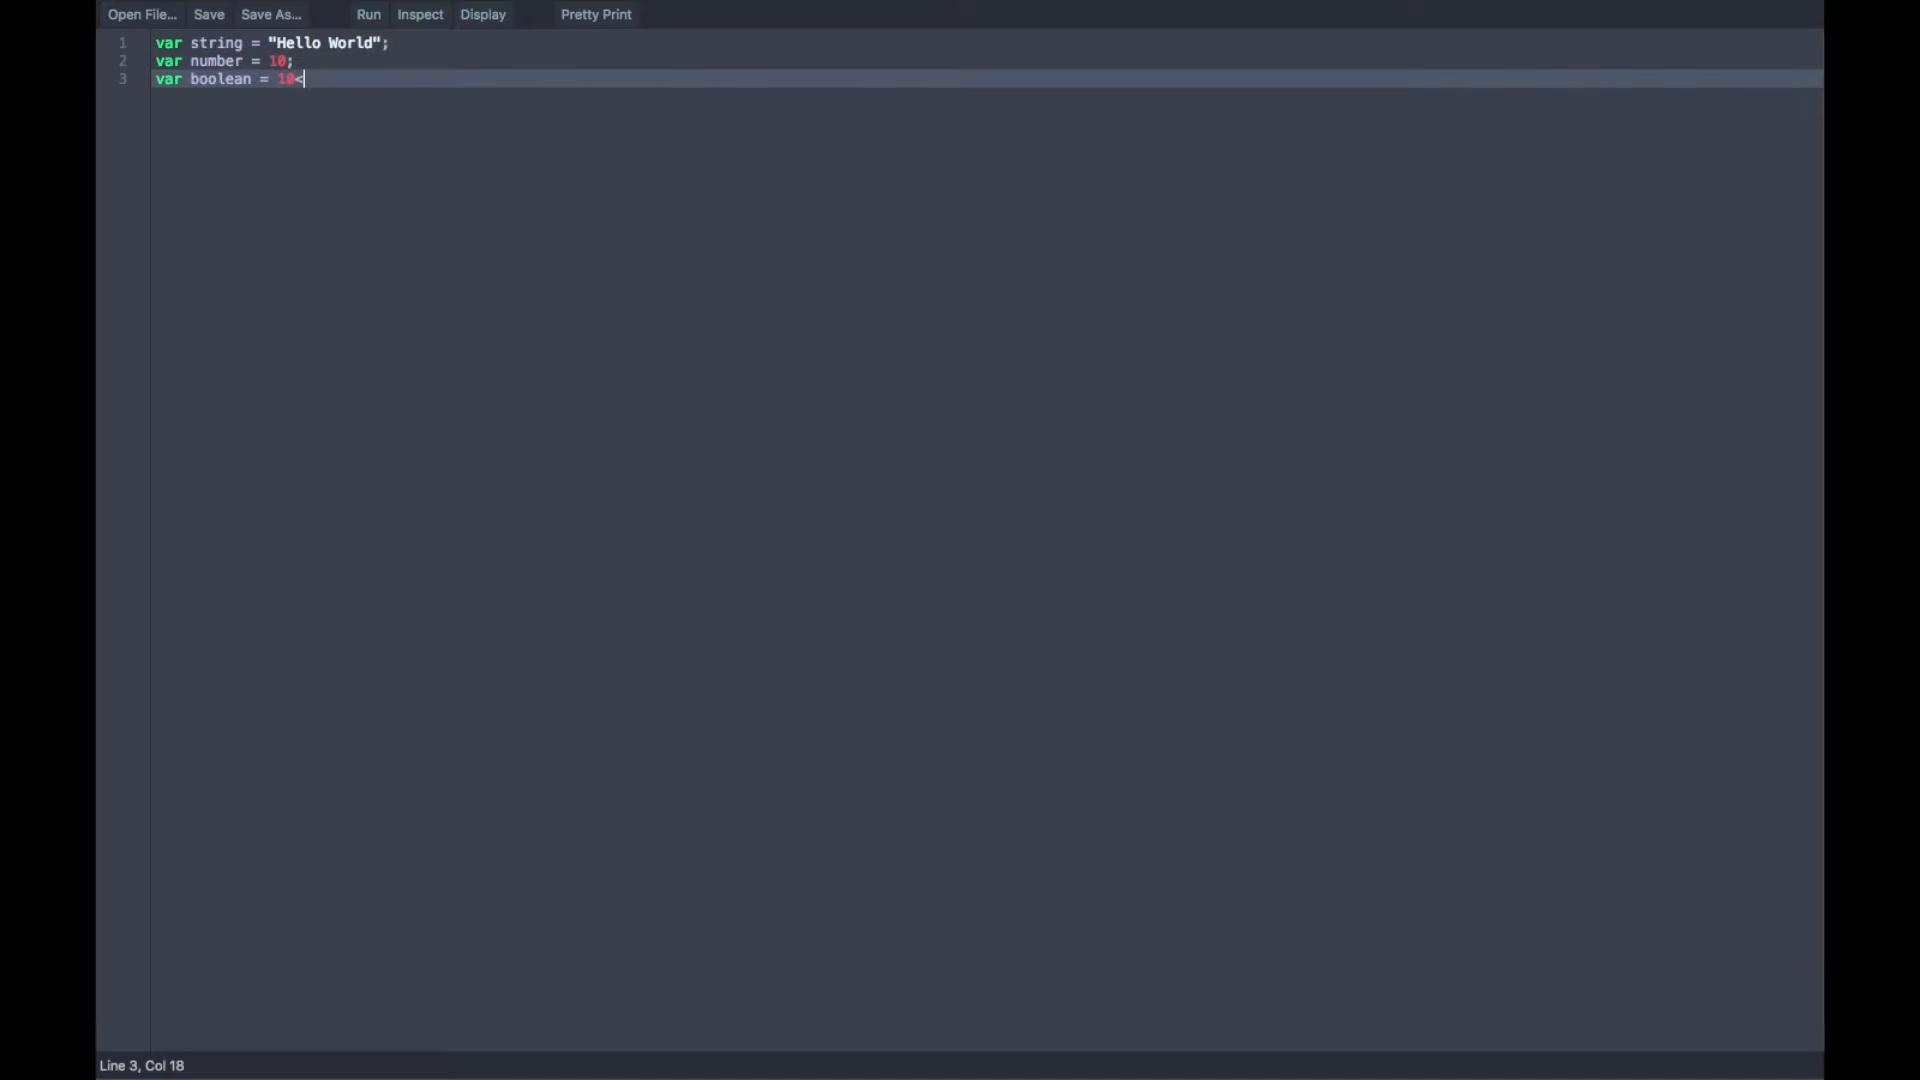 Open File... Save Save As... Run Inspect Display Pretty Print
1 var string = "Hello World";
2 var number = 10;
3 var boolean = 10<
Line 3, Col 18